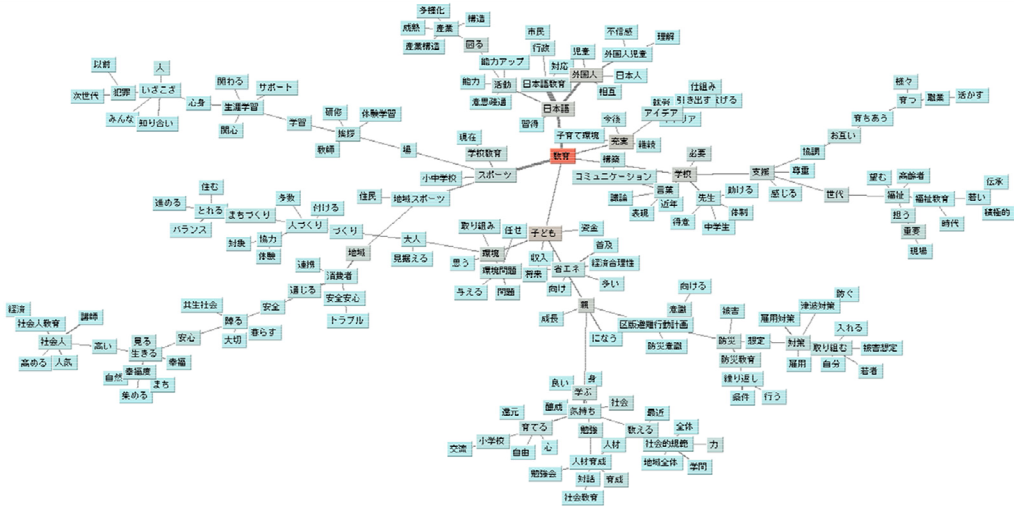 多極化
構造
成熟
産業
産業構造
図る
市民
行政
不信感
理解
児童
外国人児童
能力アップ
対応
外国人
日本人
能力
活動
日本語教育
相互
意思疎通
日本語
習得
以前
人
いざこざ
犯罪
次世代
みんな
知り合い
心身
関わる
サポート
生涯学習
関心
学習
研修
体験学習
挨拶
教師
場
現在
学校教育
スポーツ
小中学校
住民
地域スポーツ
地域
教育
子育て環境
今後
充実
継続
アイデア
仕組み
引き出す
構築
コミュニケーション
言葉
議論
近年
表現
必要
学校
先生
助ける
得意
体制
中学生
支援
尊重
感じる
協調
お互い
育ちあう
育つ
様々
職業
活かす
世代
望む
高齢者
福祉
福祉教育
若い
伝承
積極的
時代
担う
重要
現場
住む
進める
とれる
まちづくり
バランス
多数
付ける
人づくり
対象
協力
体験
づくり
大人
見据える
取り組み
任せ
子ども
資金
環境
思う
環境問題
与える
問題
収入
将来
省エネ
普及
経済合理性
向け
多い
連携
消費者
通じる
安全安心
トラブル
安全
共生社会
障る
大切
暮らす
安心
見る
生きる
幸福
幸福度
自然
まち
集める
高い
経済
社会人教育
講師
社会人
高める
人気
親
成長
になう
区版避難行動計画
意識
向ける
防災意識
防災
被害
想定
防災教育
繰り返し
条件
行う
対策
雇用対策
津波対策
防ぐ
雇用
取り組む
入れる
被害想定
自分
若者
良い
身
学ぶ
醸成
気持ち
社会
還元
育てる
小学校
交流
自由
心
勉強
教える
最近
人材
社会的規範
全体
力
地域全体
学問
人材育成
勉強会
対話
育成
社会教育